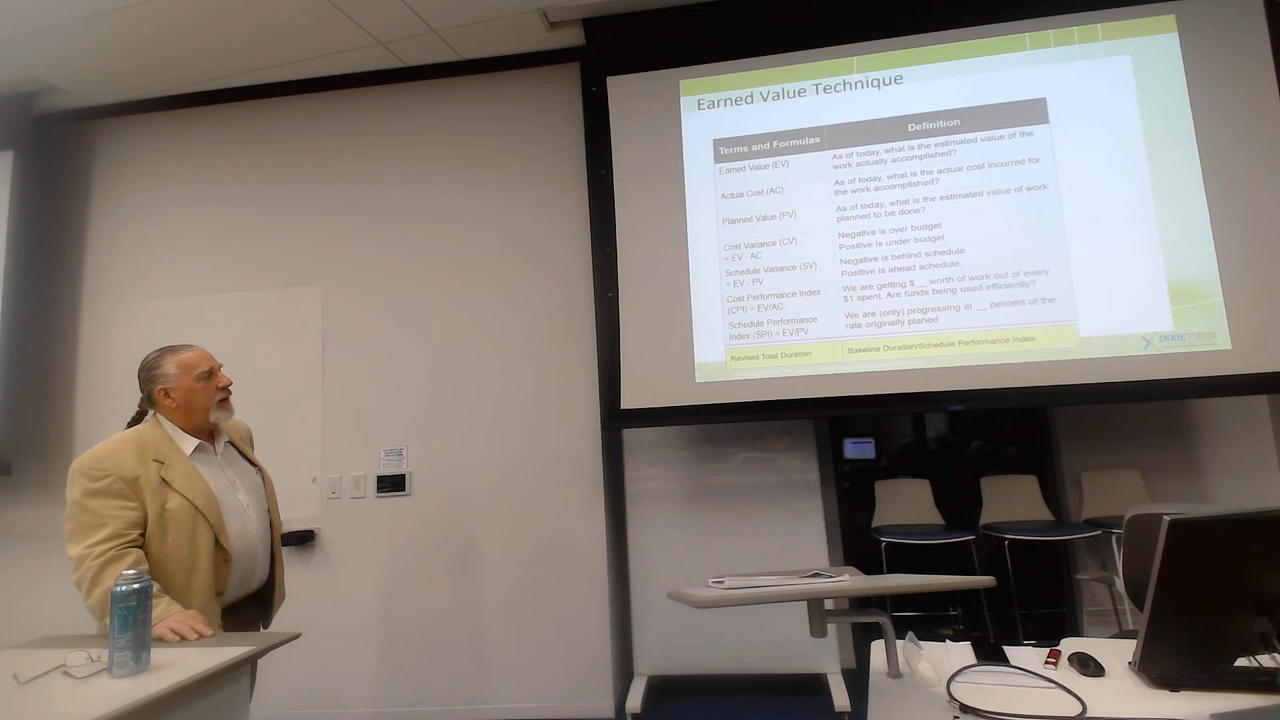 Earned Value Technique
Terms and Formulas
Definition
Earned Value (EV)
As of today, what is the estimated value of the
work actually accomplished?
Actual Cost (AC)
As of today, what is the actual cost incurred for
the work accomplished?
Planned Value (PV)
As of today, what is the estimated value of work
planned to be done?
Cost Variance (CV)
= EV - AC
Negative is over budget
Positive is under budget
Schedule Variance (SV)
= EV - PV
Negative is behind schedule
Positive is ahead schedule
Cost Performance Index
(CPI) = EV/AC
We are getting $__ worth of work out of every
$1 spent. Are funds being used efficiently?
Schedule Performance
Index (SPI) = EV/PV
We are (only) progressing at __ percent of the
rate originally planed
Revised Total Duration
Baseline Duration/Schedule Performance Index
DIXIE